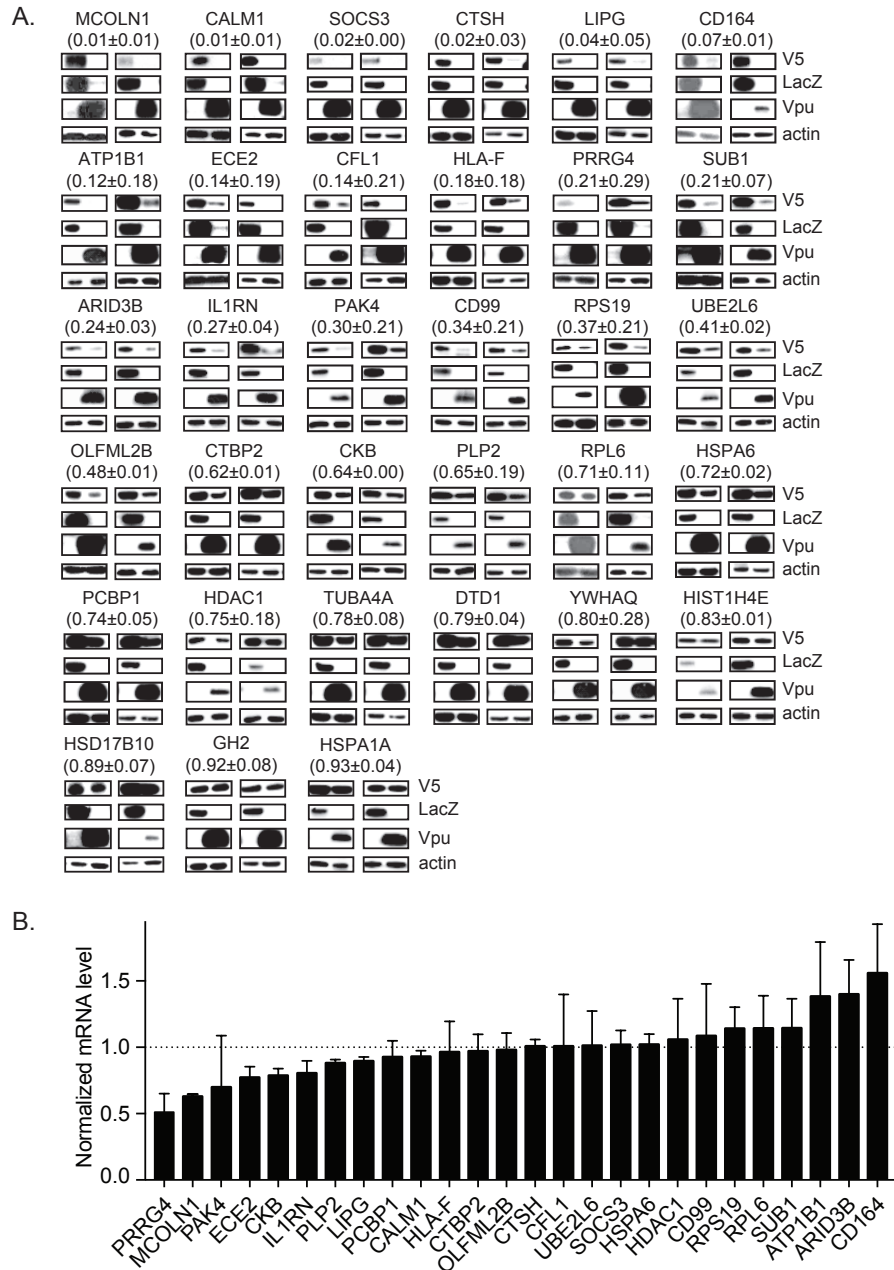 A.
MCOLN1 CALM1 SOCS3 CTSH LIPG CD164
(0.01±0.01) (0.01±0.01) (0.02±0.00) (0.02±0.03) (0.04±0.05) (0.07±0.01)
V5
LacZ
Vpu
actin
ATP1B1 ECE2 CFL1 HLA-F PRRG4 SUB1
(0.12±0.18) (0.14±0.19) (0.14±0.21) (0.18±0.18) (0.21±0.29) (0.21±0.07)
V5
LacZ
Vpu
actin
ARID3B IL1RN PAK4 CD99 RPS19 UBE2L6
(0.24±0.03) (0.27±0.04) (0.30±0.21) (0.34±0.21) (0.37±0.21) (0.41±0.02)
V5
LacZ
Vpu
actin
OLFML2B CTBP2 CKB PLP2 RPL6 HSPA6
(0.48±0.01) (0.62±0.01) (0.64±0.00) (0.65±0.19) (0.71±0.11) (0.72±0.02)
V5
LacZ
Vpu
actin
PCBP1 HDAC1 TUBA4A DTD1 YWHAQ HIST1H4E
(0.74±0.05) (0.75±0.18) (0.78±0.08) (0.79±0.04) (0.80±0.28) (0.83±0.01)
V5
LacZ
Vpu
actin
HSD17B10 GH2 HSPA1A
(0.89±0.07) (0.92±0.08) (0.93±0.04)
V5
LacZ
Vpu
actin
B.
Normalized mRNA level
1.5
1.0
0.5
0.0
PRRG4 MCOLN1 PAK4 ECE2 CKB IL1RN PLP2 LIPG PCBP1 CALM1 HLA-F CTBP2 OLFML2B CTSH CFL1 UBE2L6 SOCS3 HSPA6 HDAC1 CD99 RPS19 RPL6 SUB1 ATP1B1 ARID3B CD164